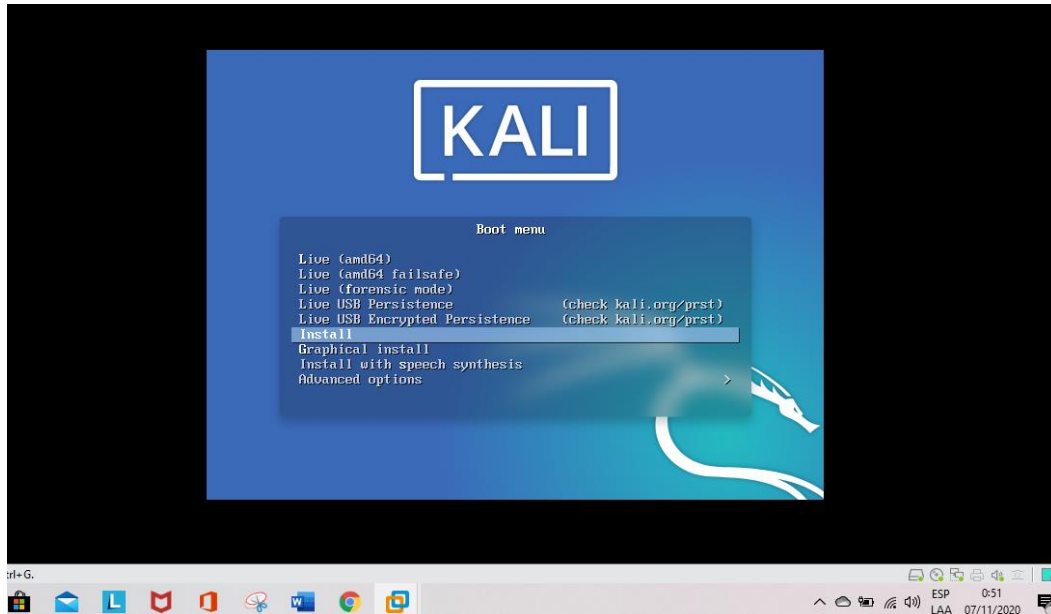 KALI
Boot menu
Live (amd64)
Live (amd64 failsafe)
Live (forensic mode)
Live USB Persistence (check kali.org/prst)
Live USB Encrypted Persistence (check kali.org/prst)
Install
Graphical install
Install with speech synthesis
Advanced options >
trl+G.
L
W
ESP 0:51
LAA 07/11/2020